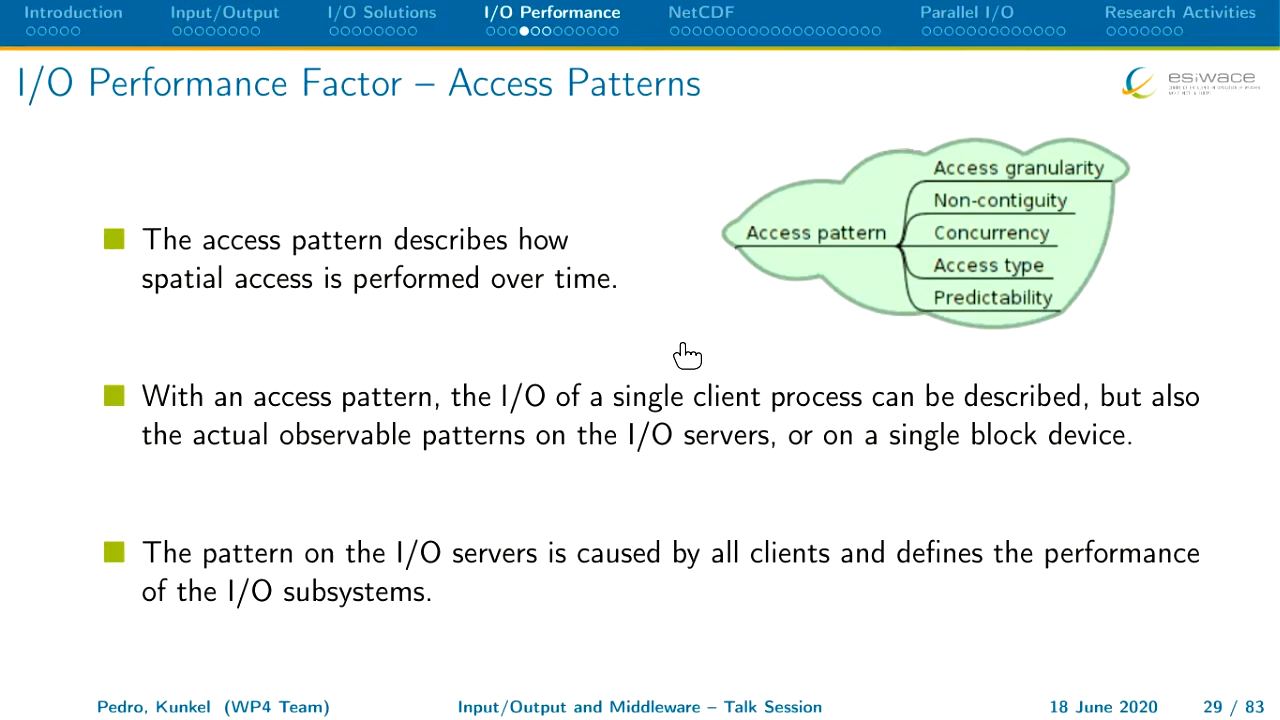 Introduction Input/Output I/O Solutions I/O Performance NetCDF Parallel I/O Research Activities
I/O Performance Factor – Access Patterns
esiwace
Access granularity
Non-contiguity
Access pattern
Concurrency
Access type
Predictability
The access pattern describes how
spatial access is performed over time.
With an access pattern, the I/O of a single client process can be described, but also
the actual observable patterns on the I/O servers, or on a single block device.
The pattern on the I/O servers is caused by all clients and defines the performance
of the I/O subsystems.
Pedro, Kunkel (WP4 Team) Input/Output and Middleware – Talk Session 18 June 2020 29 / 83